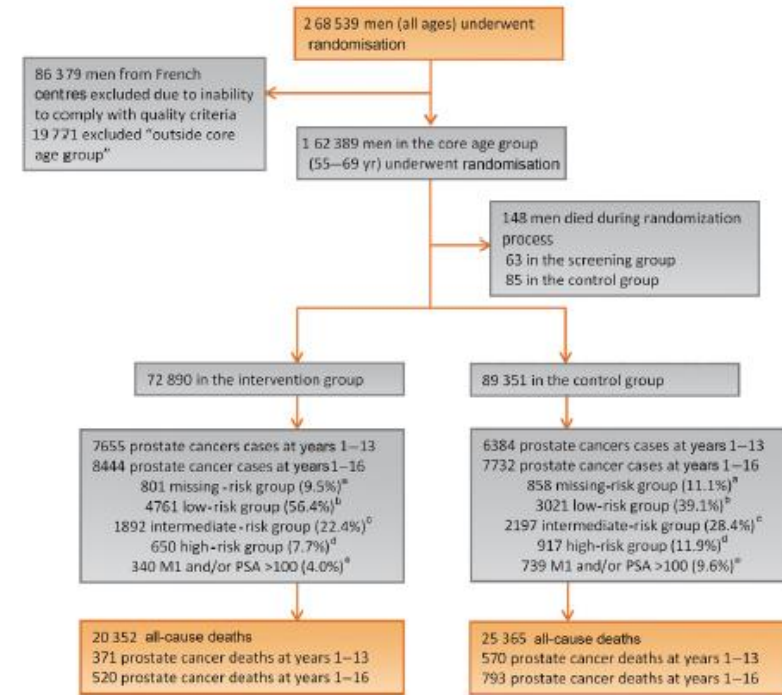 2 68 539 men (all ages) underwent
randomisation
86 379 men from French
centres excluded due to inability
to comply with quality criteria
19 771 excluded "outside core
age group"
1 62 389 men in the core age group
(55–69 yr) underwent randomisation
148 men died during randomization
process
63 in the screening group
85 in the control group
72 890 in the intervention group
89 351 in the control group
7655 prostate cancers cases at years 1–13
8444 prostate cancer cases at years 1–16
801 missing-risk group (9.5%)a
4761 low-risk group (56.4%)b
1892 intermediate-risk group (22.4%)c
650 high-risk group (7.7%)d
340 M1 and/or PSA >100 (4.0%)e
6384 prostate cancers cases at years 1–13
7732 prostate cancer cases at years 1–16
858 missing-risk group (11.1%)a
3021 low-risk group (39.1%)b
2197 intermediate-risk group (28.4%)c
917 high-risk group (11.9%)d
739 M1 and/or PSA >100 (9.6%)e
20 352 all-cause deaths
371 prostate cancer deaths at years 1–13
520 prostate cancer deaths at years 1–16
25 365 all-cause deaths
570 prostate cancer deaths at years 1–13
793 prostate cancer deaths at years 1–16